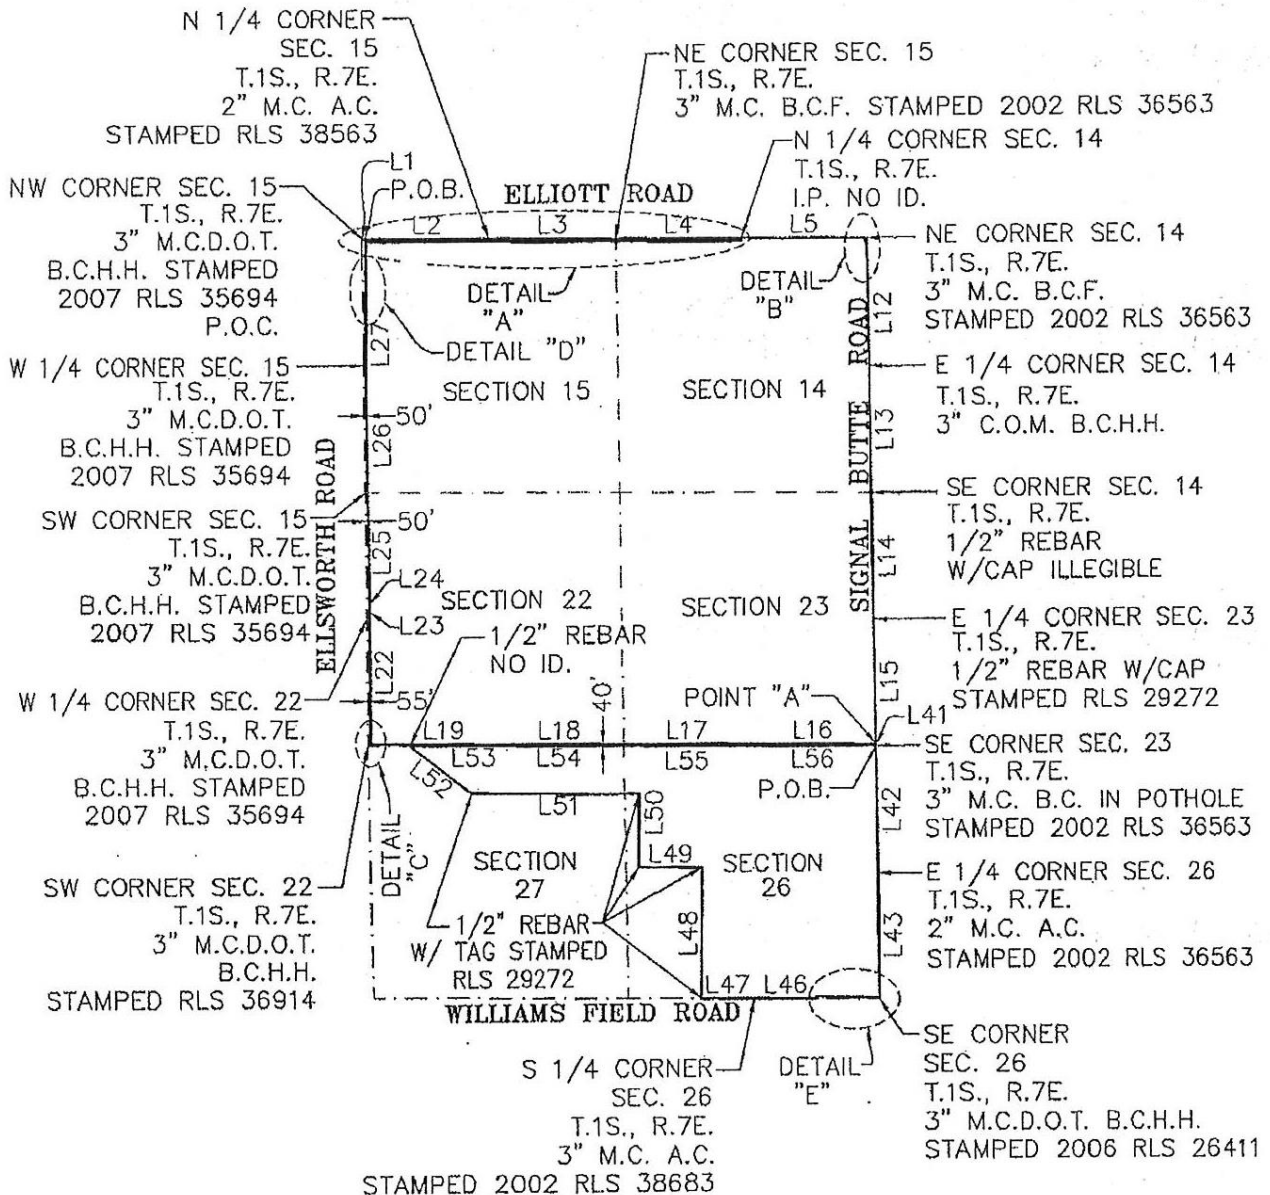 N 1/4 CORNER
SEC. 15
T.1S., R.7E.
2" M.C. A.C.
STAMPED RLS 38563
NE CORNER SEC. 15
T.1S., R.7E.
3" M.C. B.C.F. STAMPED 2002 RLS 36563
N 1/4 CORNER SEC. 14
T.1S., R.7E.
I.P. NO ID.
L1
P.O.B.
ELLIOTT ROAD
L2
L3
L4
L5
NW CORNER SEC. 15
T.1S., R.7E.
3" M.C.D.O.T.
B.C.H.H. STAMPED
2007 RLS 35694
P.O.C.
DETAIL
"A"
DETAIL
"B"
NE CORNER SEC. 14
T.1S., R.7E.
3" M.C. B.C.F.
STAMPED 2002 RLS 36563
L12
L27
DETAIL "D"
W 1/4 CORNER SEC. 15
T.1S., R.7E.
3" M.C.D.O.T.
B.C.H.H. STAMPED
2007 RLS 35694
SECTION 15
SECTION 14
E 1/4 CORNER SEC. 14
T.1S., R.7E.
3" C.O.M. B.C.H.H.
50'
L26
L13
ELLSWORTH ROAD
SIGNAL BUTTE ROAD
SW CORNER SEC. 15
T.1S., R.7E.
3" M.C.D.O.T.
B.C.H.H. STAMPED
2007 RLS 35694
50'
L25
L24
L23
SE CORNER SEC. 14
T.1S., R.7E.
1/2" REBAR
W/CAP ILLEGIBLE
L14
SECTION 22
SECTION 23
1/2" REBAR
NO ID.
E 1/4 CORNER SEC. 23
T.1S., R.7E.
1/2" REBAR W/CAP
STAMPED RLS 29272
L22
55'
40'
POINT "A"
L15
L41
W 1/4 CORNER SEC. 22
T.1S., R.7E.
3" M.C.D.O.T.
B.C.H.H. STAMPED
2007 RLS 35694
L19
L18
L17
L16
L53
L54
L55
L56
L52
L51
L50
P.O.B.
SE CORNER SEC. 23
T.1S., R.7E.
3" M.C. B.C. IN POTHOLE
STAMPED 2002 RLS 36563
L42
DETAIL
"C"
SECTION
27
L49
SECTION
26
E 1/4 CORNER SEC. 26
T.1S., R.7E.
2" M.C. A.C.
STAMPED 2002 RLS 36563
SW CORNER SEC. 22
T.1S., R.7E.
3" M.C.D.O.T.
B.C.H.H.
STAMPED RLS 36914
1/2" REBAR
W/ TAG STAMPED
RLS 29272
L48
L43
L47
L46
WILLIAMS FIELD ROAD
S 1/4 CORNER
SEC. 26
T.1S., R.7E.
3" M.C. A.C.
STAMPED 2002 RLS 38683
DETAIL
"E"
SE CORNER
SEC. 26
T.1S., R.7E.
3" M.C.D.O.T. B.C.H.H.
STAMPED 2006 RLS 26411